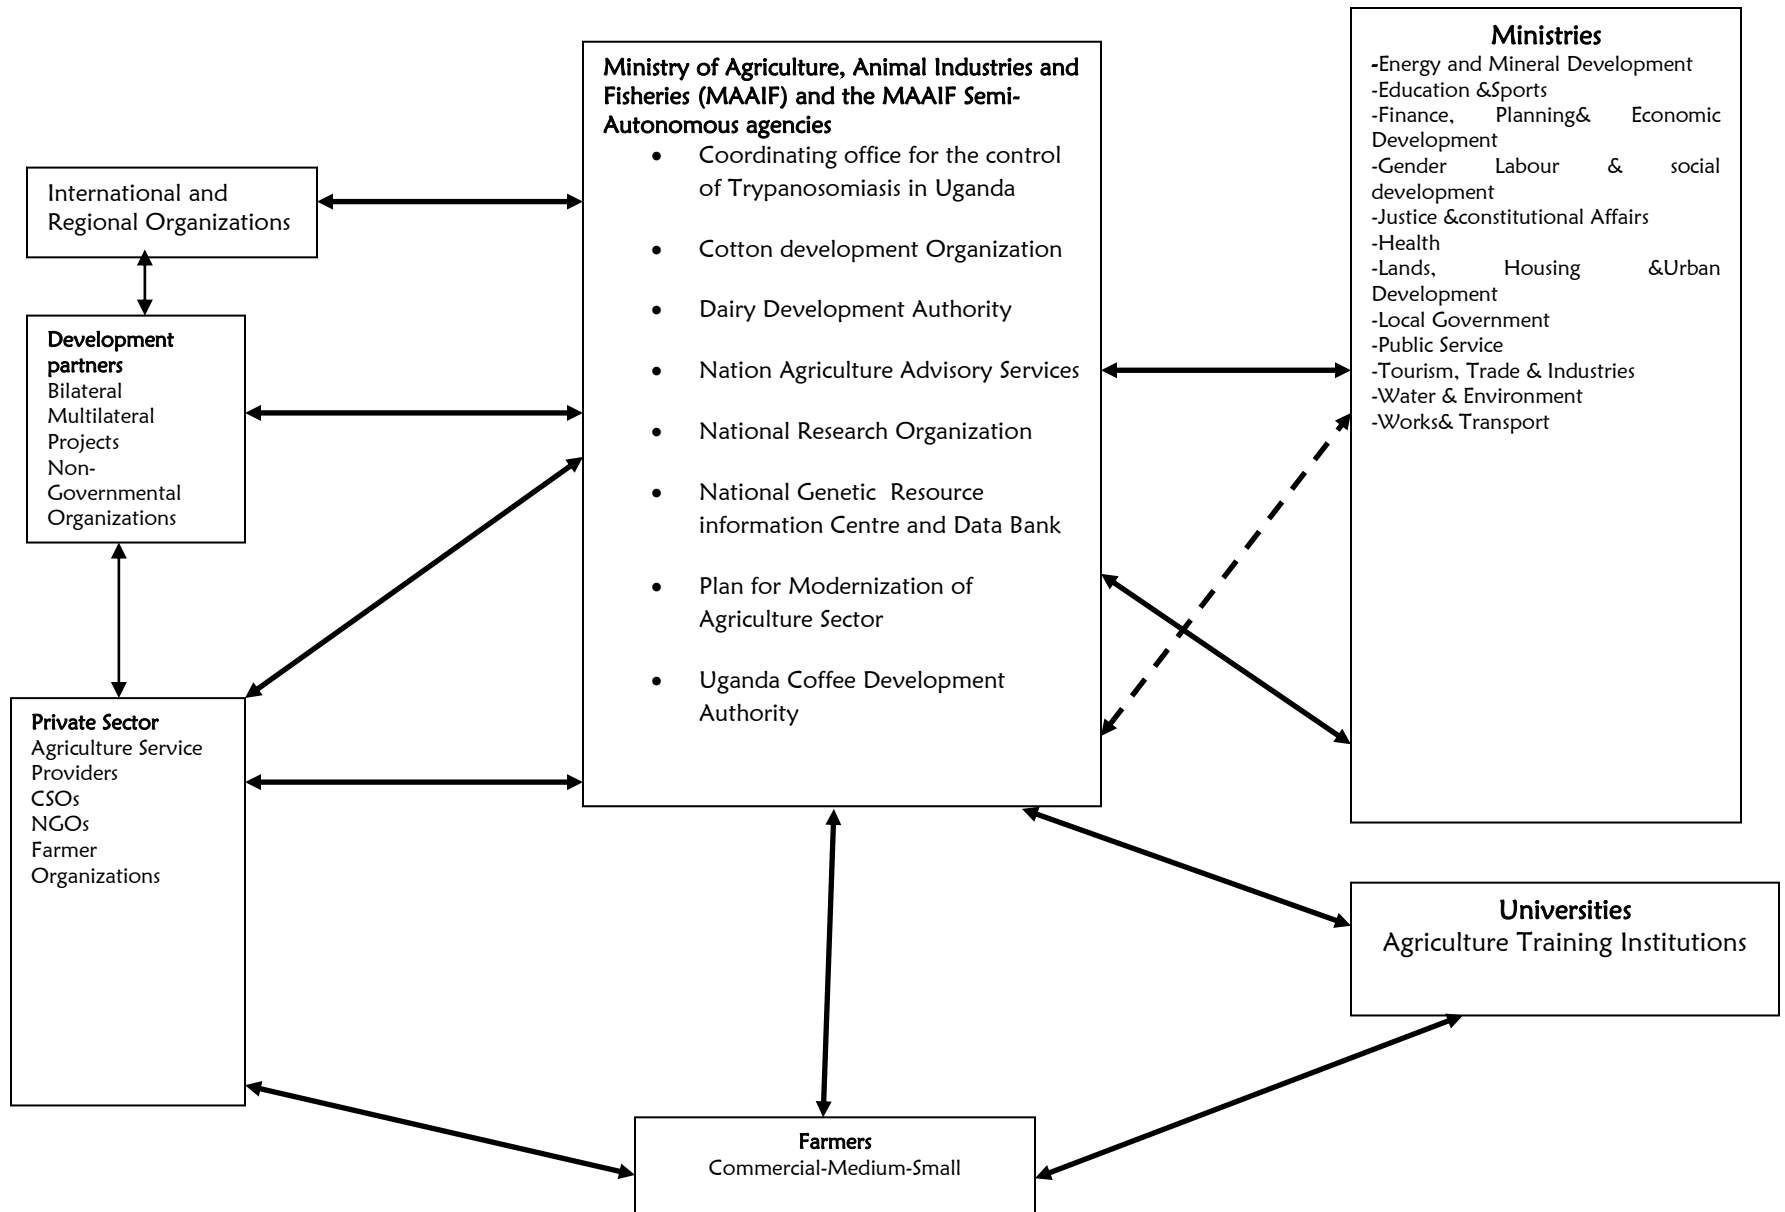 International and
Regional Organizations
Development
partners
Bilateral
Multilateral
Projects
Non-
Governmental
Organizations
Private Sector
Agriculture Service
Providers
CSOs
NGOs
Farmer
Organizations
Ministry of Agriculture, Animal Industries and
Fisheries (MAAIF) and the MAAIF Semi-
Autonomous agencies
• Coordinating office for the control
of Trypanosomiasis in Uganda
• Cotton development Organization
• Dairy Development Authority
• Nation Agriculture Advisory Services
• National Research Organization
• National Genetic Resource
information Centre and Data Bank
• Plan for Modernization of
Agriculture Sector
• Uganda Coffee Development
Authority
Ministries
-Energy and Mineral Development
-Education &Sports
-Finance, Planning& Economic
Development
-Gender Labour & social
development
-Justice &constitutional Affairs
-Health
-Lands, Housing &Urban
Development
-Local Government
-Public Service
-Tourism, Trade & Industries
-Water & Environment
-Works& Transport
Universities
Agriculture Training Institutions
Farmers
Commercial-Medium-Small